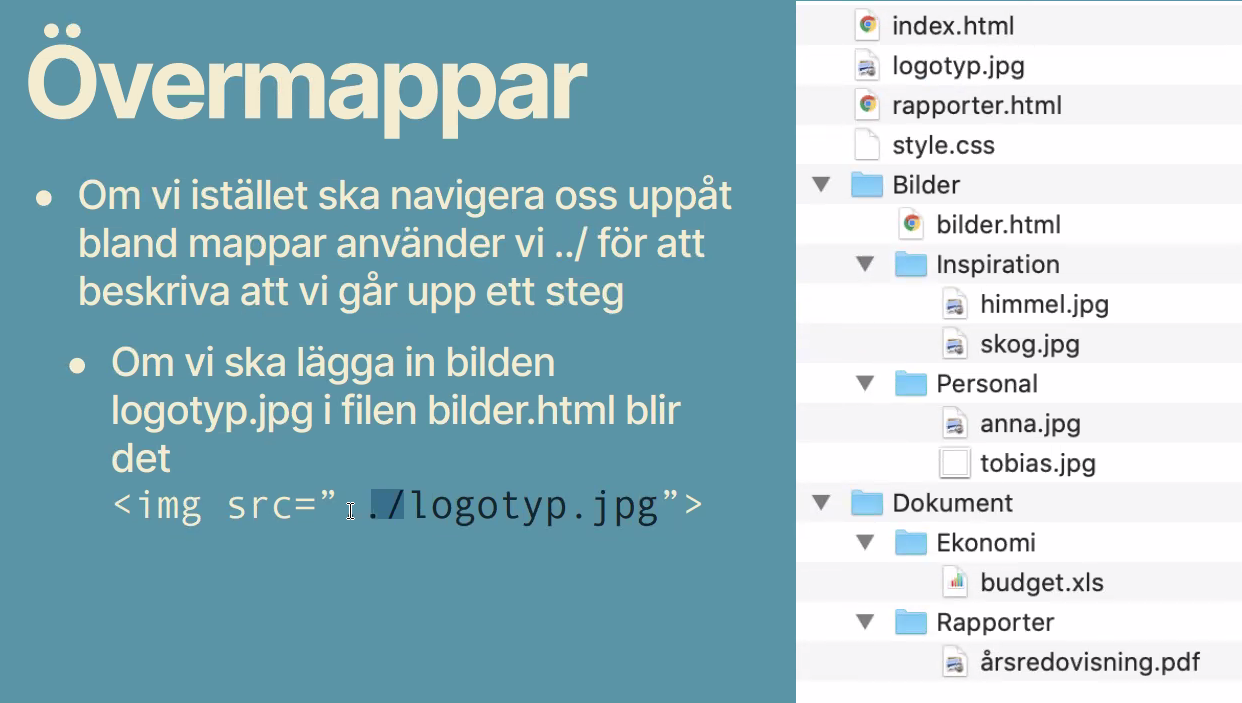 Övermappar
• Om vi istället ska navigera oss uppåt
bland mappar använder vi ../ för att
beskriva att vi går upp ett steg
• Om vi ska lägga in bilden
logotyp.jpg i filen bilder.html blir
det
<img src=”../logotyp.jpg”>
index.html
logotyp.jpg
rapporter.html
style.css
Bilder
bilder.html
Inspiration
himmel.jpg
skog.jpg
Personal
anna.jpg
tobias.jpg
Dokument
Ekonomi
budget.xls
Rapporter
årsredovisning.pdf